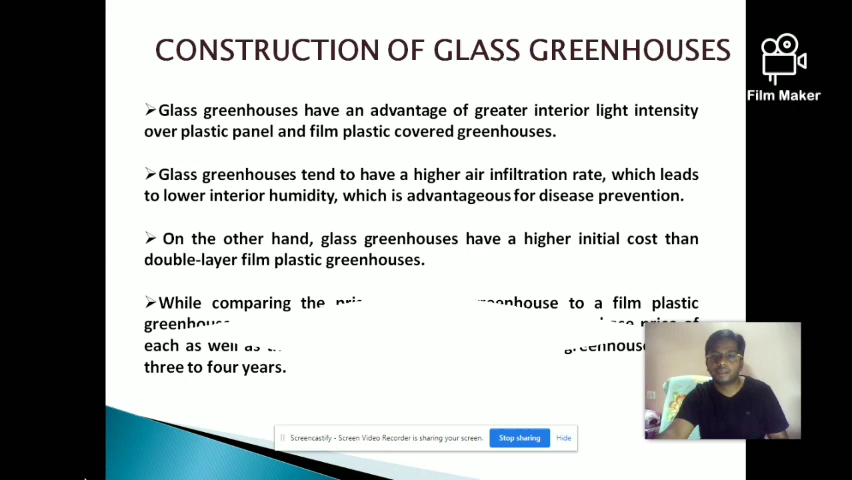 CONSTRUCTION OF GLASS GREENHOUSES
Film Maker
➢Glass greenhouses have an advantage of greater interior light intensity
over plastic panel and film plastic covered greenhouses.
➢Glass greenhouses tend to have a higher air infiltration rate, which leads
to lower interior humidity, which is advantageous for disease prevention.
➢ On the other hand, glass greenhouses have a higher initial cost than
double-layer film plastic greenhouses.
➢While comparing the greenhouse to a film plastic
price of
each as well as
three to four years.
Screencastify - Screen Video Recorder is sharing your screen. Stop sharing Hide